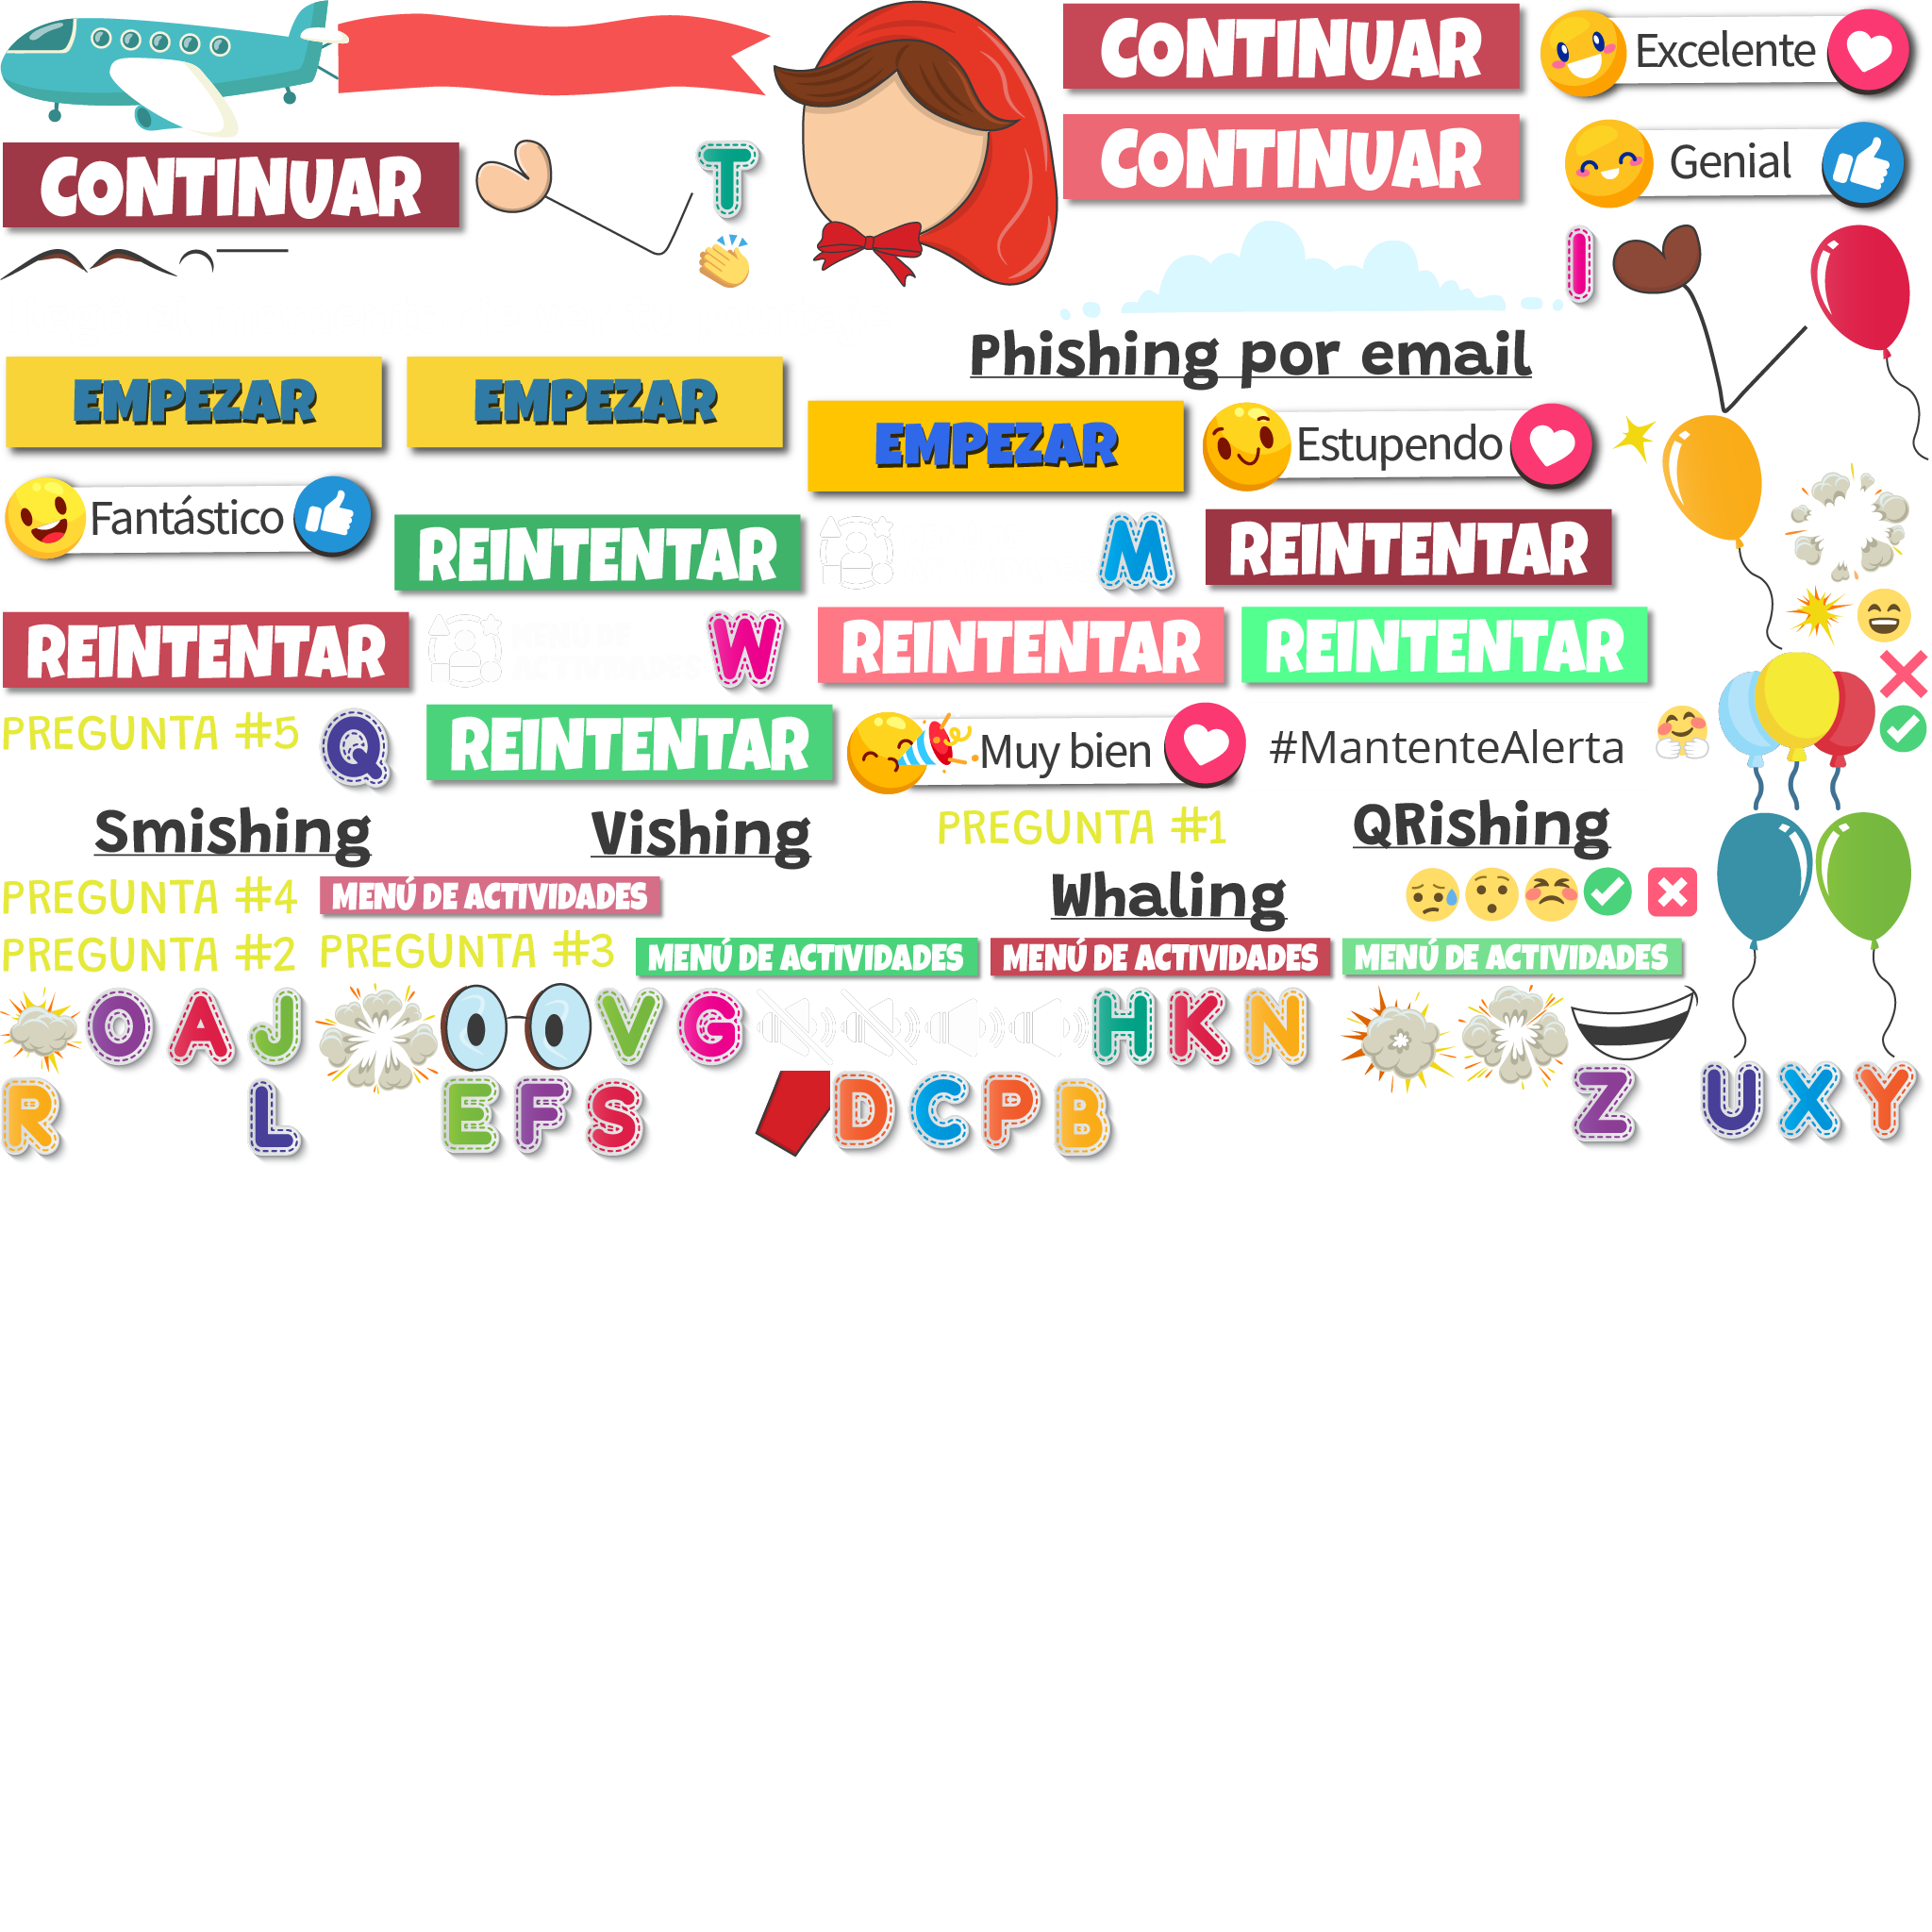 CONTINUAR
Excelente
CONTINUAR
Genial
CONTINUAR
T
I
Phishing por email
EMPEZAR
EMPEZAR
EMPEZAR
Estupendo
Fantástico
REINTENTAR
M
REINTENTAR
REINTENTAR
W
REINTENTAR
REINTENTAR
PREGUNTA #5
Q
REINTENTAR
Muy bien
#MantenteAlerta
Smishing
Vishing
PREGUNTA #1
QRishing
PREGUNTA #4
MENÚ DE ACTIVIDADES
Whaling
PREGUNTA #2
PREGUNTA #3
MENÚ DE ACTIVIDADES
MENÚ DE ACTIVIDADES
MENÚ DE ACTIVIDADES
O A J V G H K N
R L E F S D C P B Z U X Y